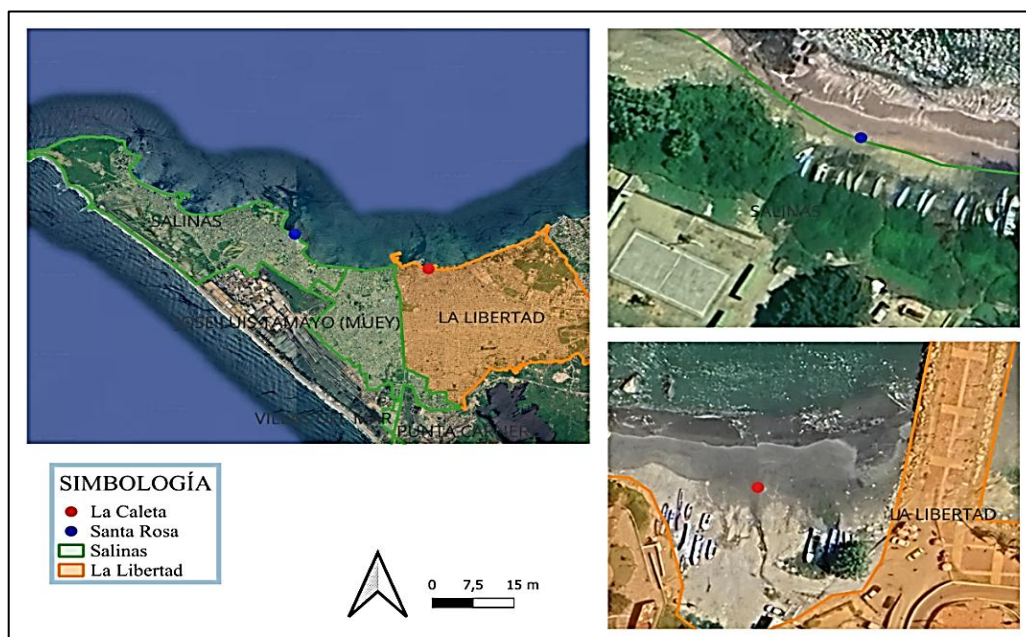 SALINAS
JOSE LUIS TAMAYO (MUEY)
LA LIBERTAD
PUNTA CARNER
SALINAS
LA LIBERTAD
SIMBOLOGÍA
La Caleta
Santa Rosa
Salinas
La Libertad
0 7,5 15 m